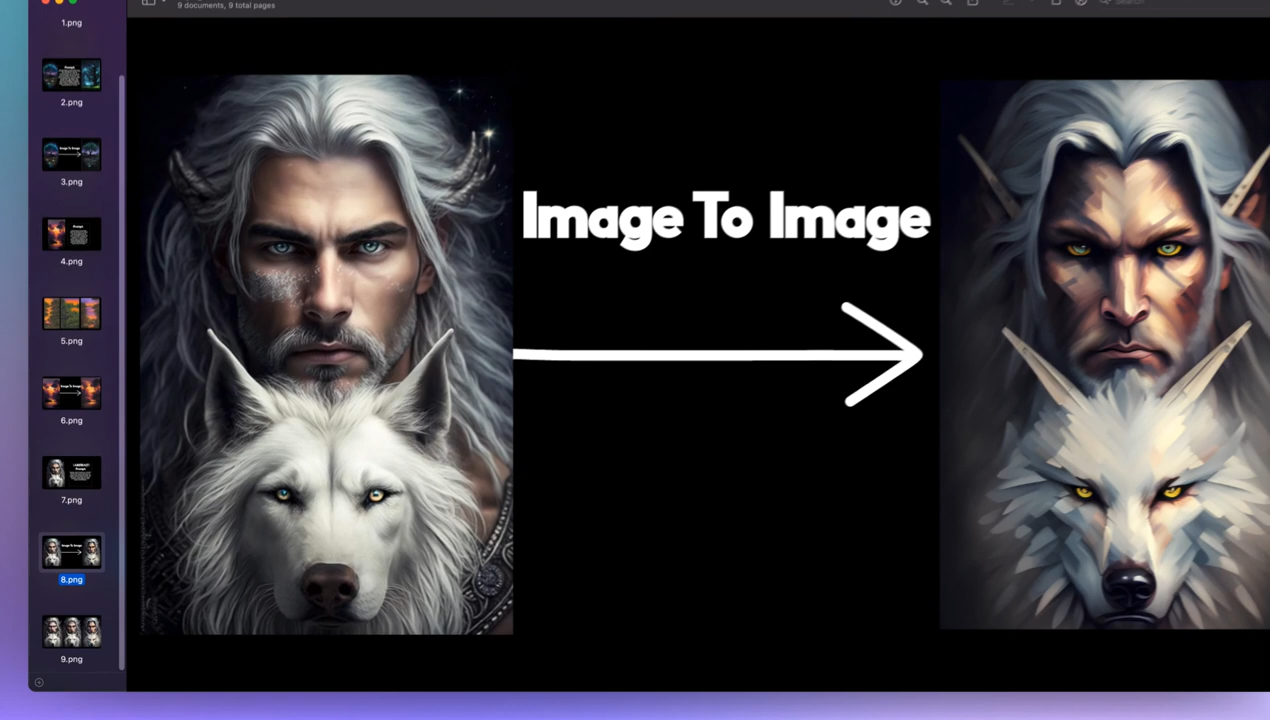 9 documents, 9 total pages
Search
1.png
2.png
3.png
4.png
5.png
6.png
7.png
8.png
9.png
Image To Image